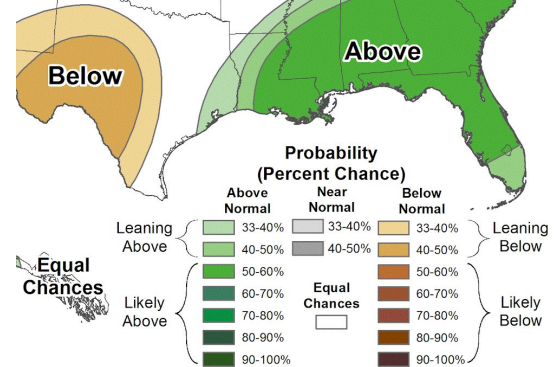 Below
Above
Probability
(Percent Chance)
Above
Normal
Near
Normal
Below
Normal
Leaning
Above
33-40%
33-40%
33-40%
Leaning
Below
40-50%
40-50%
40-50%
Equal
Chances
Likely
Above
50-60%
60-70%
70-80%
80-90%
90-100%
Equal
Chances
50-60%
60-70%
70-80%
80-90%
90-100%
Likely
Below